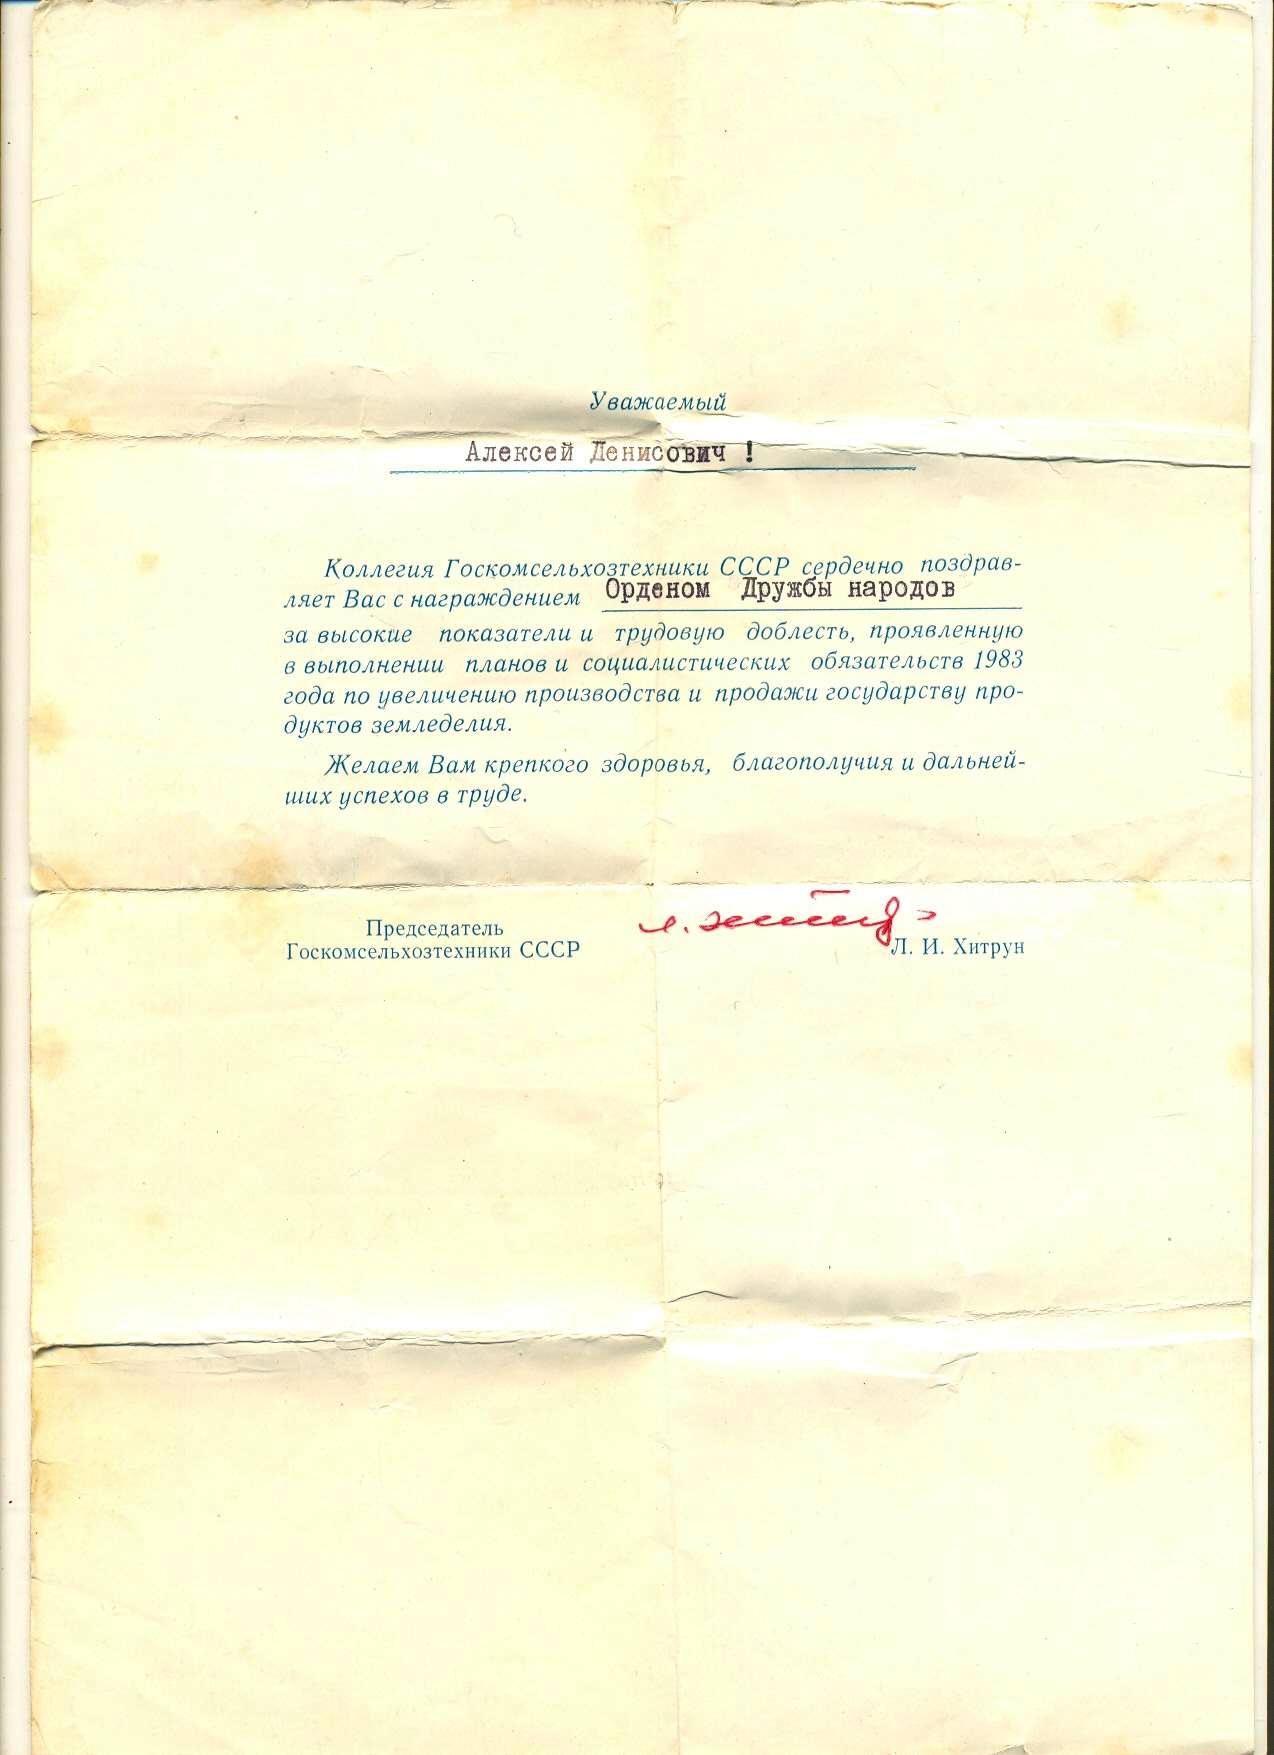 Уважаемый
Алексей Денисович !
Коллегия Госкомсельхозтехники СССР сердечно поздрав-
ляет Вас с награждением Орденом Дружбы народов
за высокие показатели и трудовую доблесть, проявленную
в выполнении планов и социалистических обязательств 1983
года по увеличению производства и продажи государству про-
дуктов земледелия.
Желаем Вам крепкого здоровья, благополучия и дальней-
ших успехов в труде.
Председатель
Госкомсельхозтехники СССР
Л. И. Хитрун